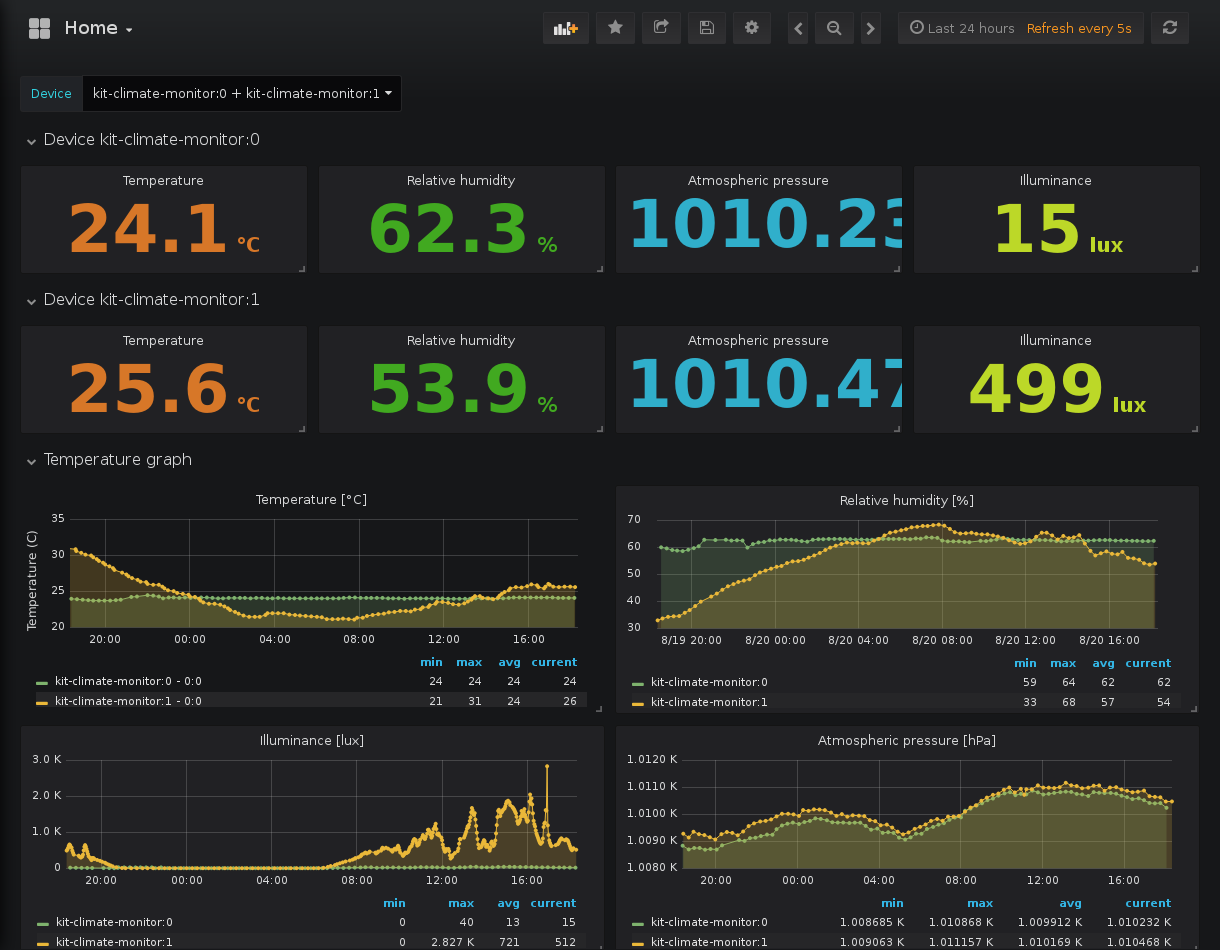 Home
Last 24 hours Refresh every 5s
Device kit-climate-monitor:0 + kit-climate-monitor:1
Device kit-climate-monitor:0
Temperature Relative humidity Atmospheric pressure Illuminance
24.1 °C 62.3 % 1010.23 15 lux
Device kit-climate-monitor:1
Temperature Relative humidity Atmospheric pressure Illuminance
25.6 °C 53.9 % 1010.47 499 lux
Temperature graph
Temperature [°C]
Temperature (C)
35
30
25
20
20:00 00:00 04:00 08:00 12:00 16:00
min max avg current
kit-climate-monitor:0 - 0:0 24 24 24 24
kit-climate-monitor:1 - 0:0 21 31 24 26
Relative humidity [%]
70
60
50
40
30
8/19 20:00 8/20 00:00 8/20 04:00 8/20 08:00 8/20 12:00 8/20 16:00
min max avg current
kit-climate-monitor:0 59 64 62 62
kit-climate-monitor:1 33 68 57 54
Illuminance [lux]
3.0 K
2.0 K
1.0 K
0
20:00 00:00 04:00 08:00 12:00 16:00
min max avg current
kit-climate-monitor:0 0 40 13 15
kit-climate-monitor:1 0 2.827 K 721 512
Atmospheric pressure [hPa]
1.0120 K
1.0110 K
1.0100 K
1.0090 K
1.0080 K
20:00 00:00 04:00 08:00 12:00 16:00
min max avg current
kit-climate-monitor:0 1.008685 K 1.010868 K 1.009912 K 1.010232 K
kit-climate-monitor:1 1.009063 K 1.011157 K 1.010169 K 1.010468 K